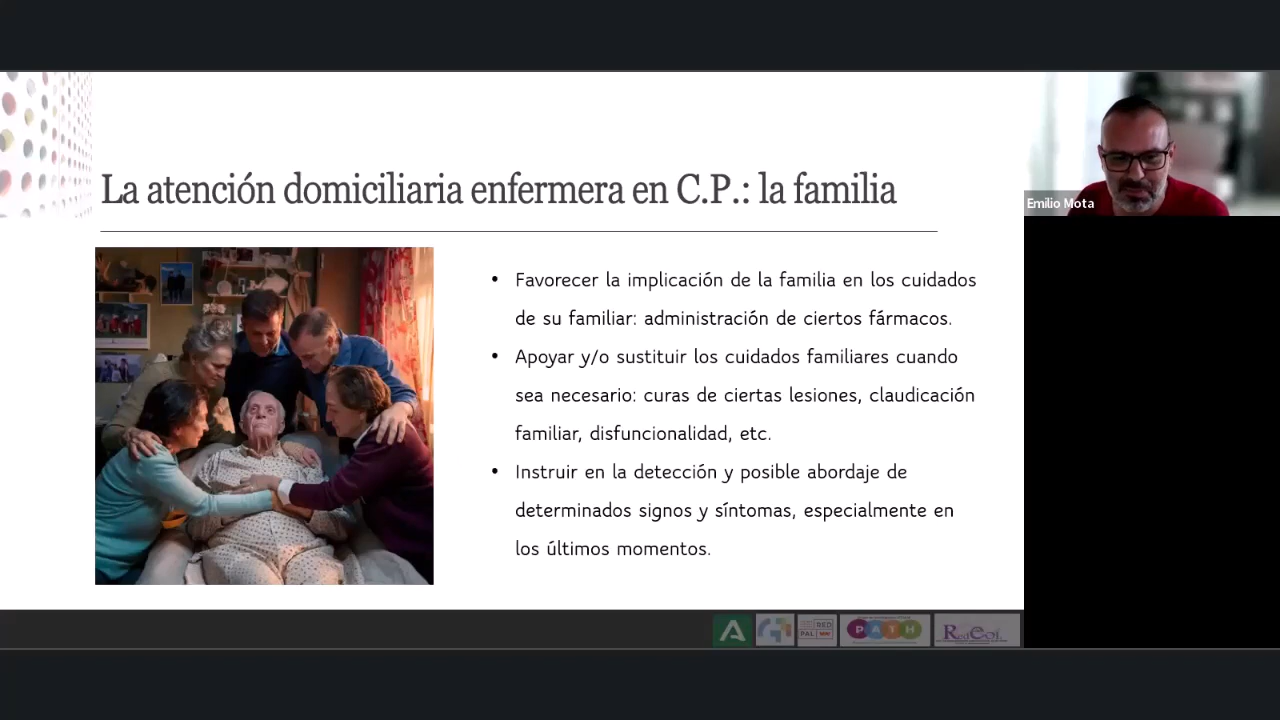 La atención domiciliaria enfermera en C.P.: la familia
Emilio Mota
• Favorecer la implicación de la familia en los cuidados
de su familiar: administración de ciertos fármacos.
• Apoyar y/o sustituir los cuidados familiares cuando
sea necesario: curas de ciertas lesiones, claudicación
familiar, disfuncionalidad, etc.
• Instruir en la detección y posible abordaje de
determinados signos y síntomas, especialmente en
los últimos momentos.
RED
PAL
PATH
RedCoj